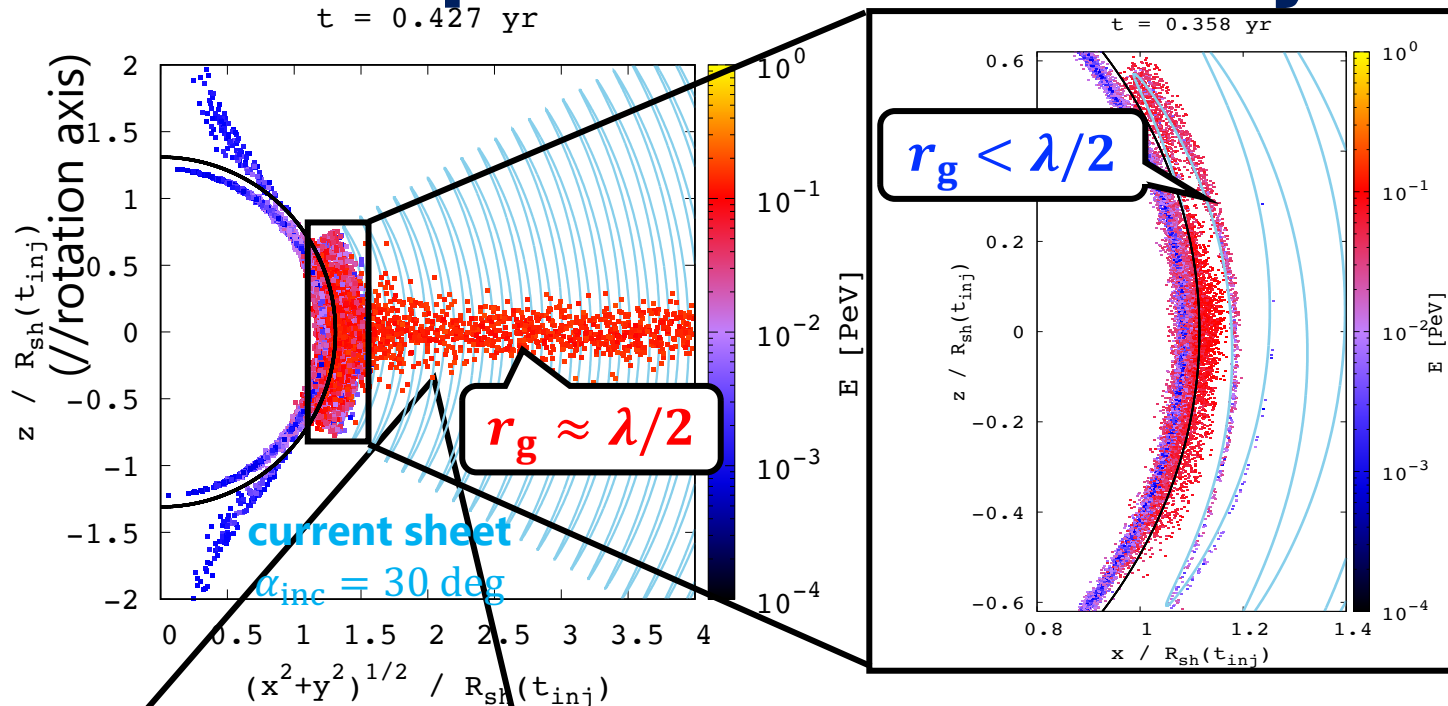 t = 0.427 yr
2
1.5
1
0.5
0
-0.5
-1
-1.5
-2
z / R_sh(t_inj)
(//rotation axis)
0 0.5 1 1.5 2 2.5 3 3.5 4
(x^2+y^2)^{1/2} / R_sh(t_inj)
current sheet
α_inc = 30 deg
r_g ≈ λ/2
10^0
10^-1
10^-2
10^-3
10^-4
E [PeV]
t = 0.358 yr
0.6
r_g < λ/2
0.2
0
-0.2
-0.4
-0.6
z / R_sh(t_inj)
0.8 1 1.2 1.4
x / R_sh(t_inj)
10^0
10^-1
10^-2
10^-3
10^-4
E [PeV]